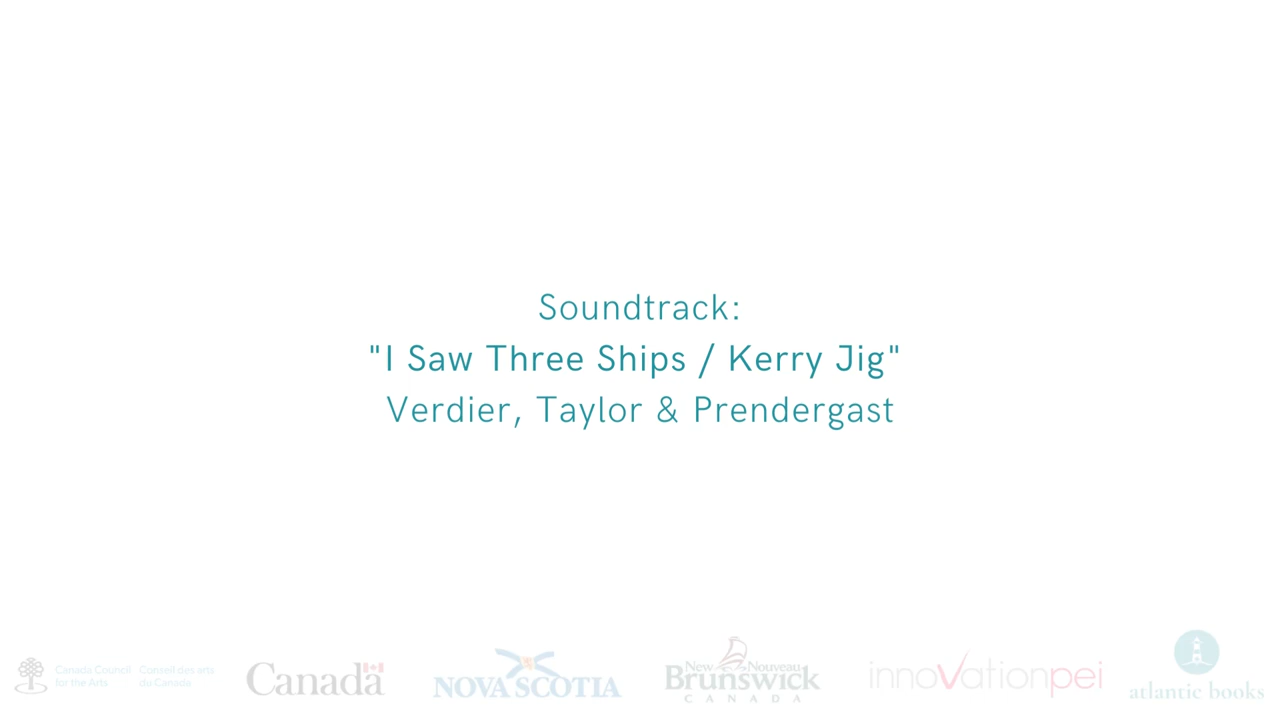 Soundtrack:
"I Saw Three Ships / Kerry Jig"
Verdier, Taylor & Prendergast
Canada Council for the Arts
Conseil des arts du Canada
Canada
NOVA SCOTIA
New Nouveau
Brunswick
CANADA
innovationpei
atlantic books